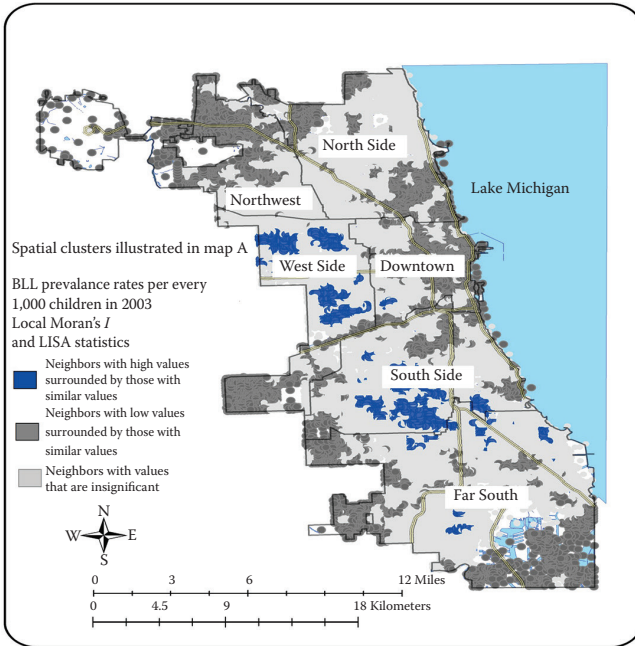 North Side
Lake Michigan
Northwest
Spatial clusters illustrated in map A
West Side
Downtown
BLL prevalance rates per every
1,000 children in 2003
Local Moran's I
and LISA statistics
Neighbors with high values
surrounded by those with
similar values
South Side
Neighbors with low values
surrounded by those with
similar values
Neighbors with values
that are insignificant
Far South
N
W E
S
0 3 6 12 Miles
0 4.5 9 18 Kilometers